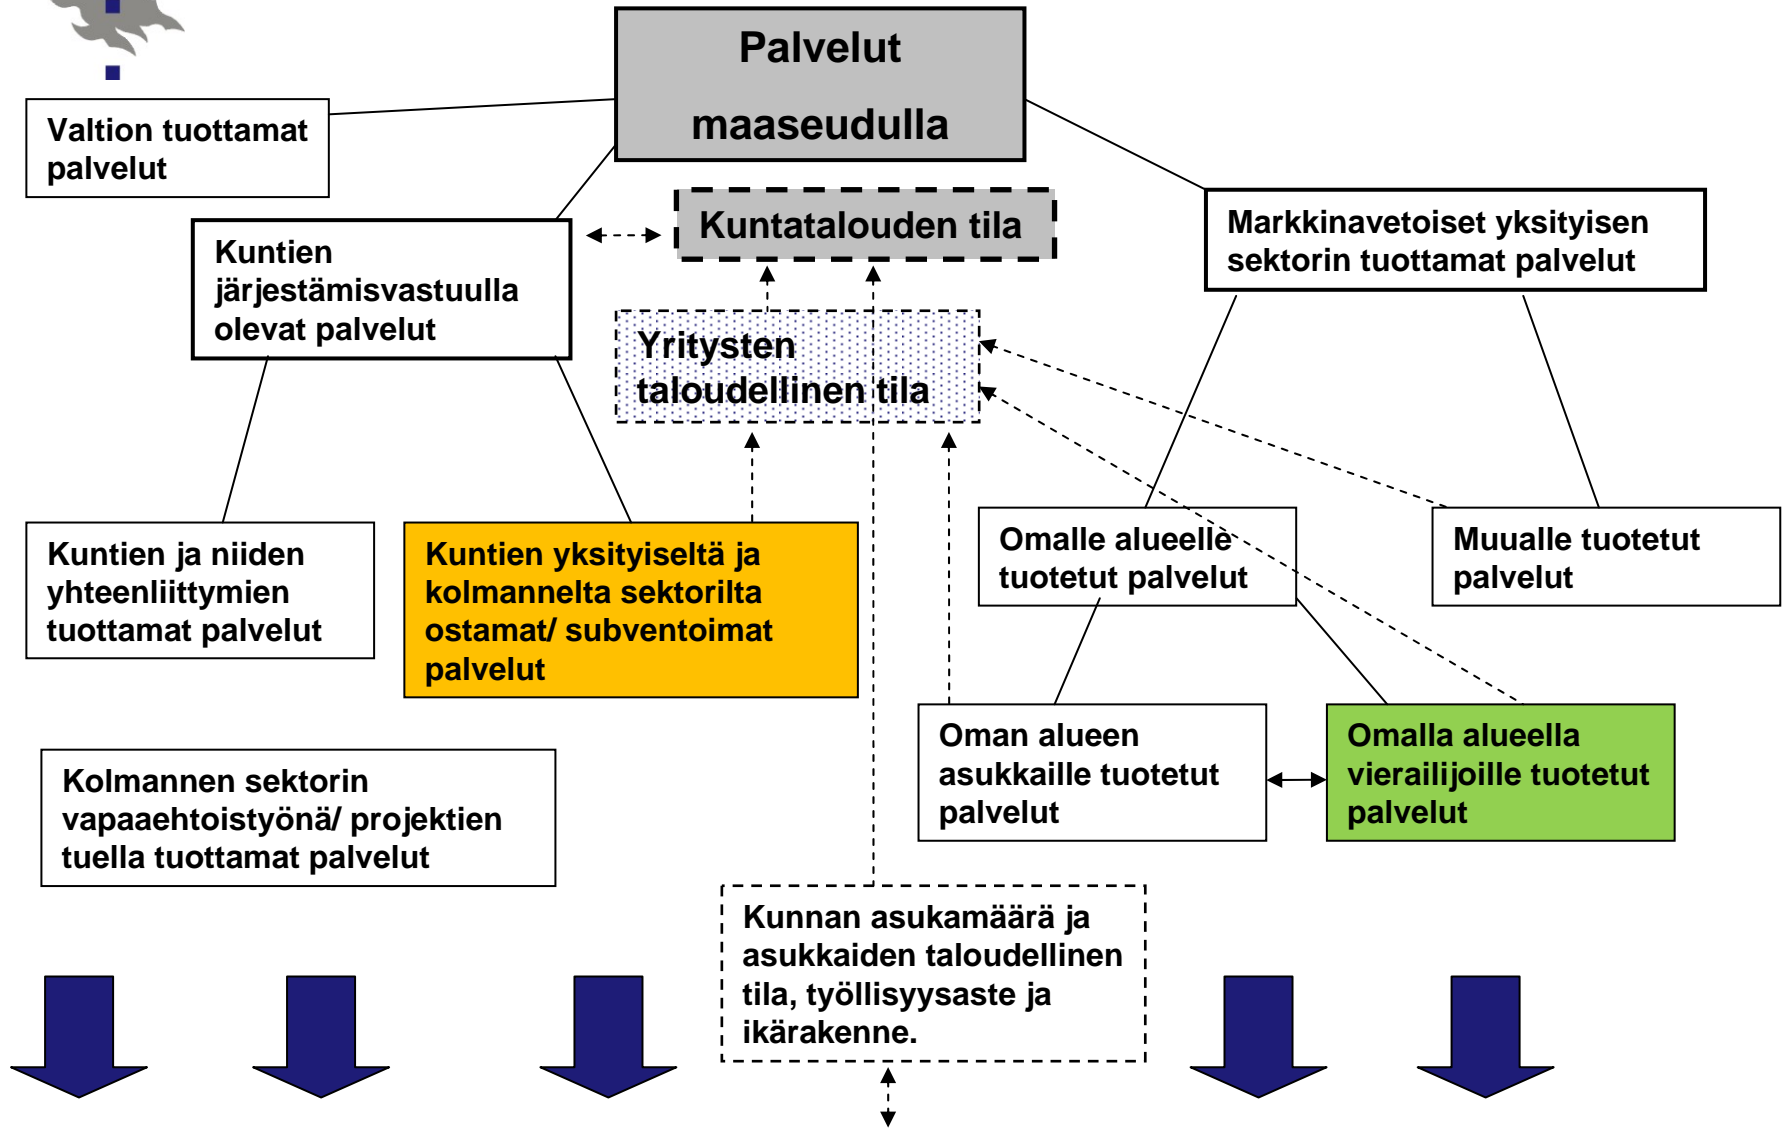 Palvelut
maaseudulla
Valtion tuottamat
palvelut
Kuntatalouden tila
Kuntien
järjestämisvastuulla
olevat palvelut
Markkinavetoiset yksityisen
sektorin tuottamat palvelut
Yritysten
taloudellinen tila
Kuntien ja niiden
yhteenliittymien
tuottamat palvelut
Kuntien yksityiseltä ja
kolmannelta sektorilta
ostamat/ subventoimat
palvelut
Omalle alueelle
tuotetut palvelut
Muualle tuotetut
palvelut
Oman alueen
asukkaille tuotetut
palvelut
Omalla alueella
vierailijoille tuotetut
palvelut
Kolmannen sektorin
vapaaehtoistyönä/ projektien
tuella tuottamat palvelut
Kunnan asukamäärä ja
asukkaiden taloudellinen
tila, työllisyysaste ja
ikärakenne.